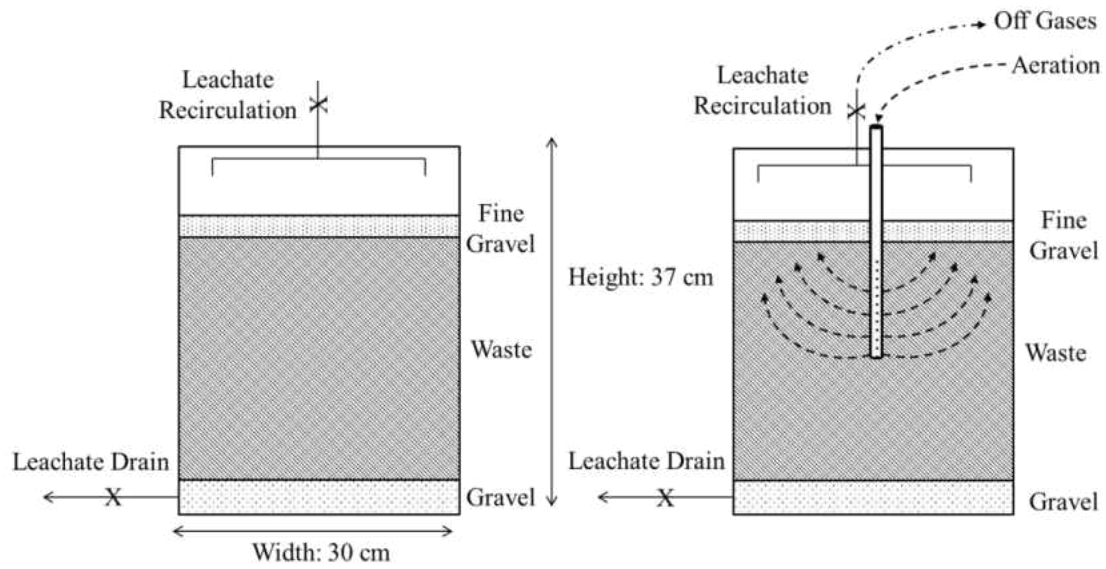 Leachate
Recirculation
Fine
Gravel
Height: 37 cm
Waste
Leachate Drain
X
Gravel
Width: 30 cm
Off Gases
Aeration
Leachate
Recirculation
Fine
Gravel
Waste
Leachate Drain
X
Gravel